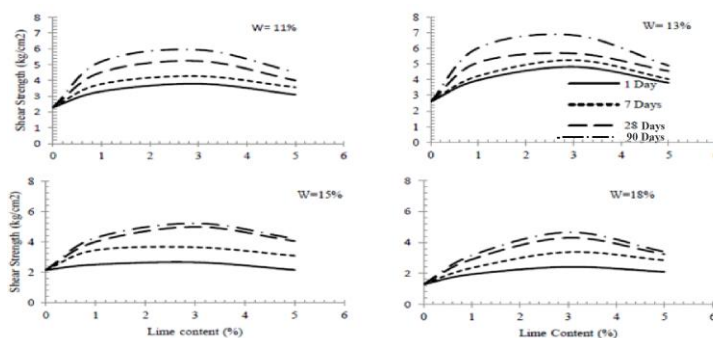 W= 11%
Shear Strength (kg/cm2)
8
7
6
5
4
3
2
1
0
0 1 2 3 4 5 6
W= 13%
8
7
6
5
4
3
2
1
0
0 1 2 3 4 5 6
1 Day
7 Days
28 Days
90 Days
W=15%
Shear Strength (kg/cm2)
8
6
4
2
0
0 1 2 3 4 5 6
Lime content (%)
W=18%
8
6
4
2
0
0 1 2 3 4 5 6
Lime Content (%)